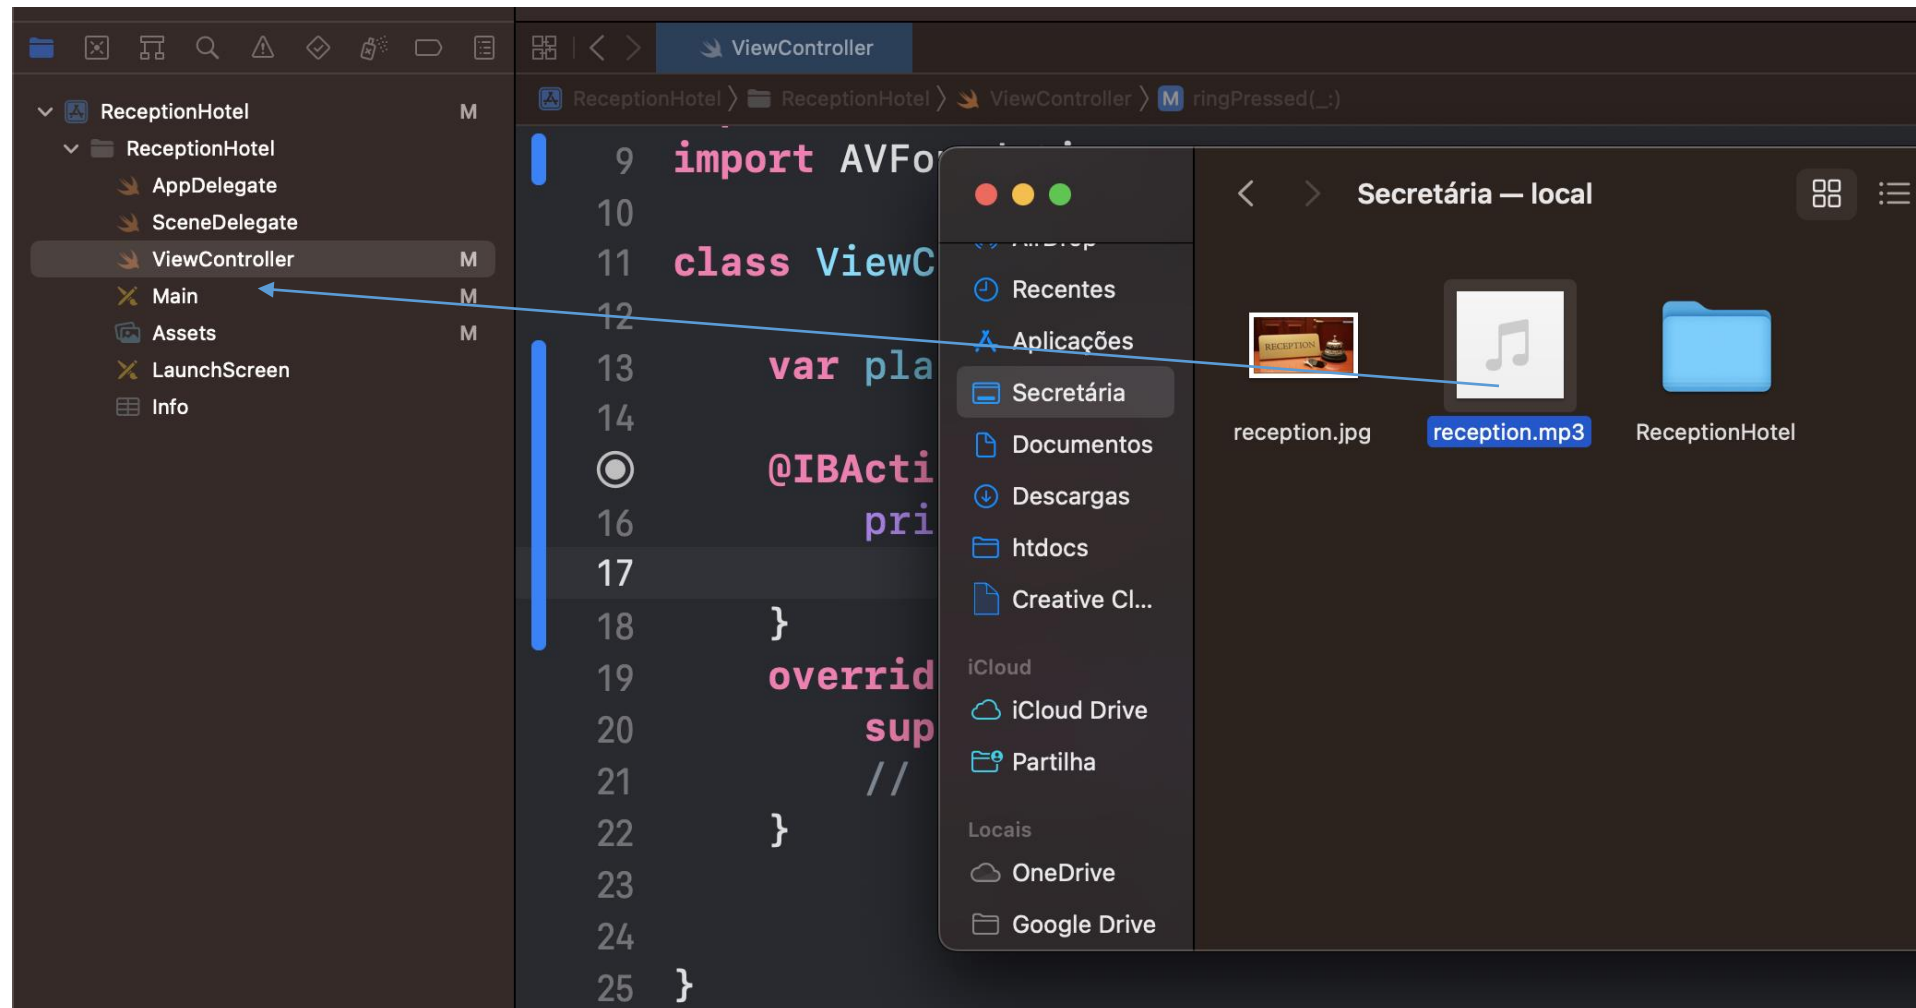 ViewController
ReceptionHotel M
ReceptionHotel
AppDelegate
SceneDelegate
ViewController M
Main M
Assets M
LaunchScreen
Info
ReceptionHotel 〉 ReceptionHotel 〉 ViewController 〉 M ringPressed(_:)
9 import AVFo
10
11 class ViewC
12
13 var pla
14
@IBActi
16 pri
17
18 }
19 overrid
20 sup
21 //
22 }
23
24
25 }
Secretária — local
AirDrop
Recentes
Aplicações
Secretária
Documentos
Descargas
htdocs
Creative Cl...
iCloud
iCloud Drive
Partilha
Locais
OneDrive
Google Drive
RECEPTION
reception.jpg
reception.mp3
ReceptionHotel